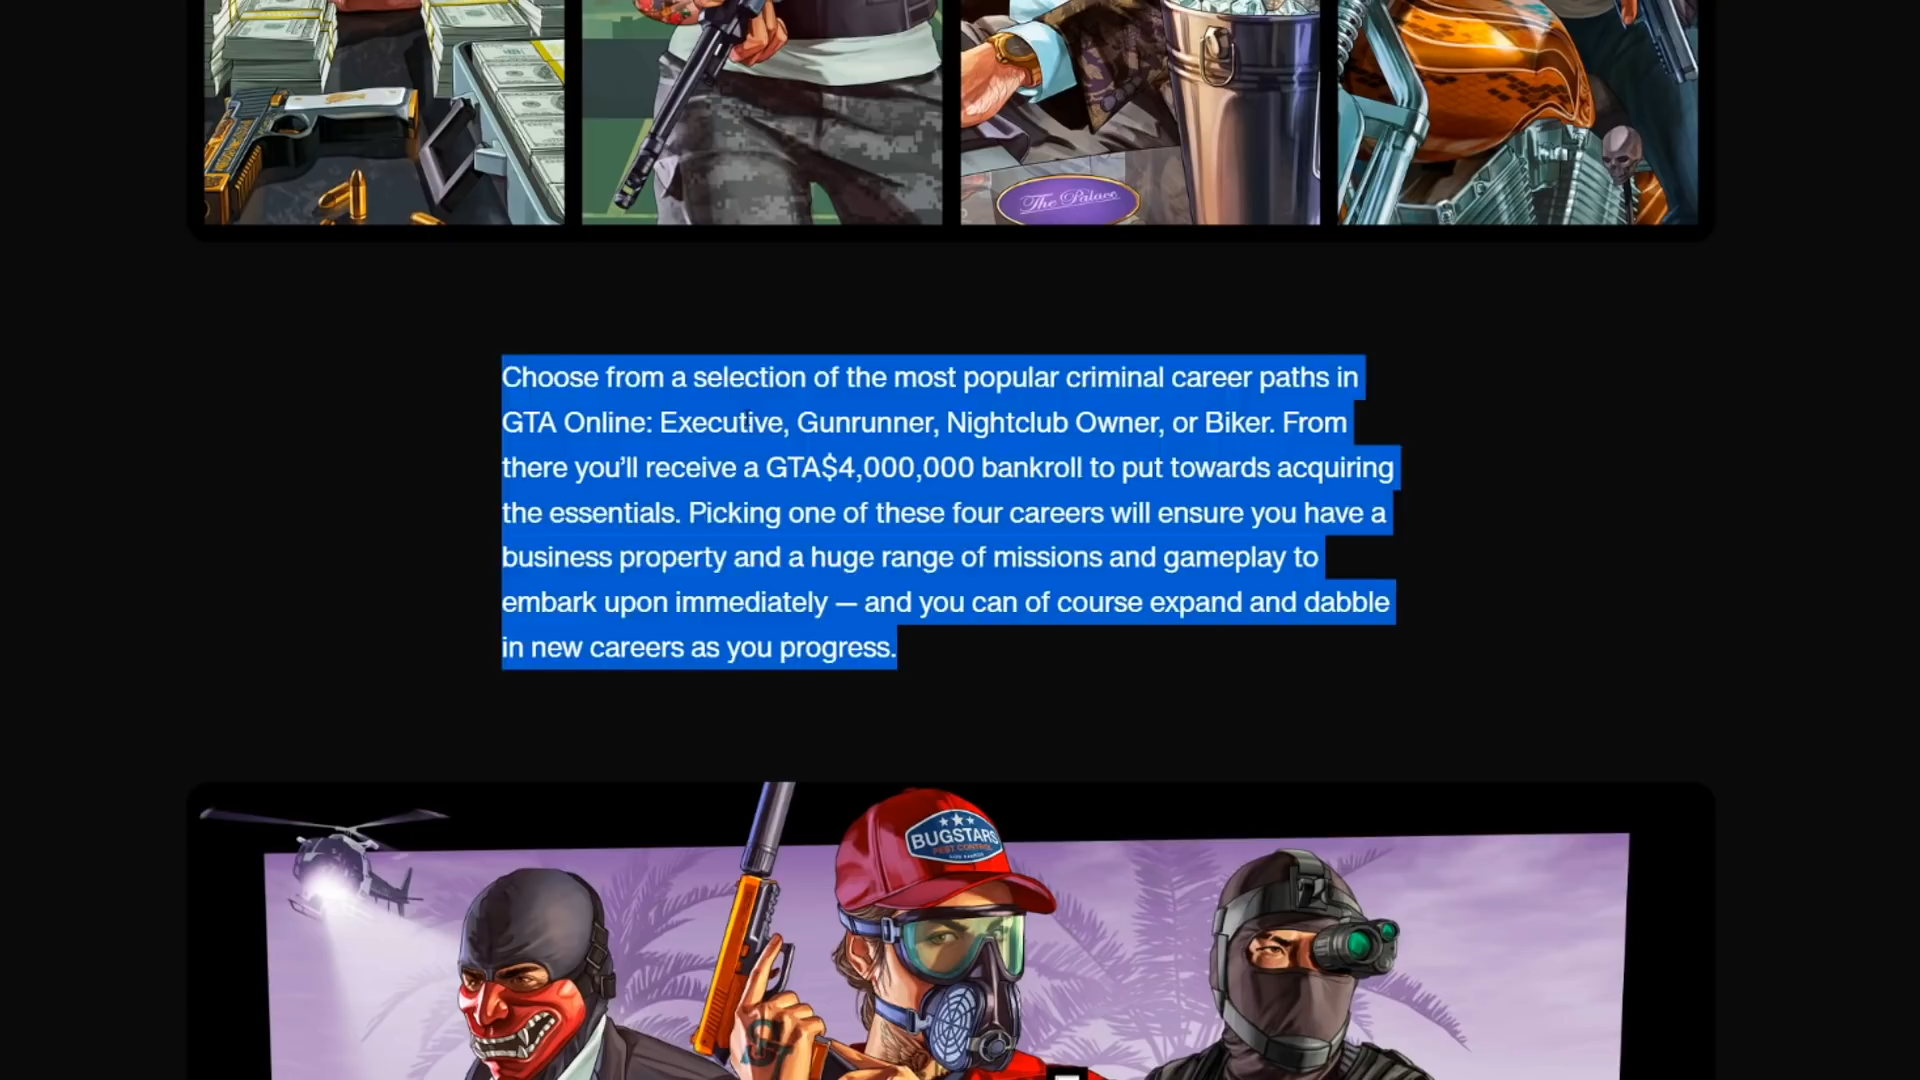 The Palace
Choose from a selection of the most popular criminal career paths in
GTA Online: Executive, Gunrunner, Nightclub Owner, or Biker. From
there you’ll receive a GTA$4,000,000 bankroll to put towards acquiring
the essentials. Picking one of these four careers will ensure you have a
business property and a huge range of missions and gameplay to
embark upon immediately — and you can of course expand and dabble
in new careers as you progress.
BUGSTARS
PEST CONTROL